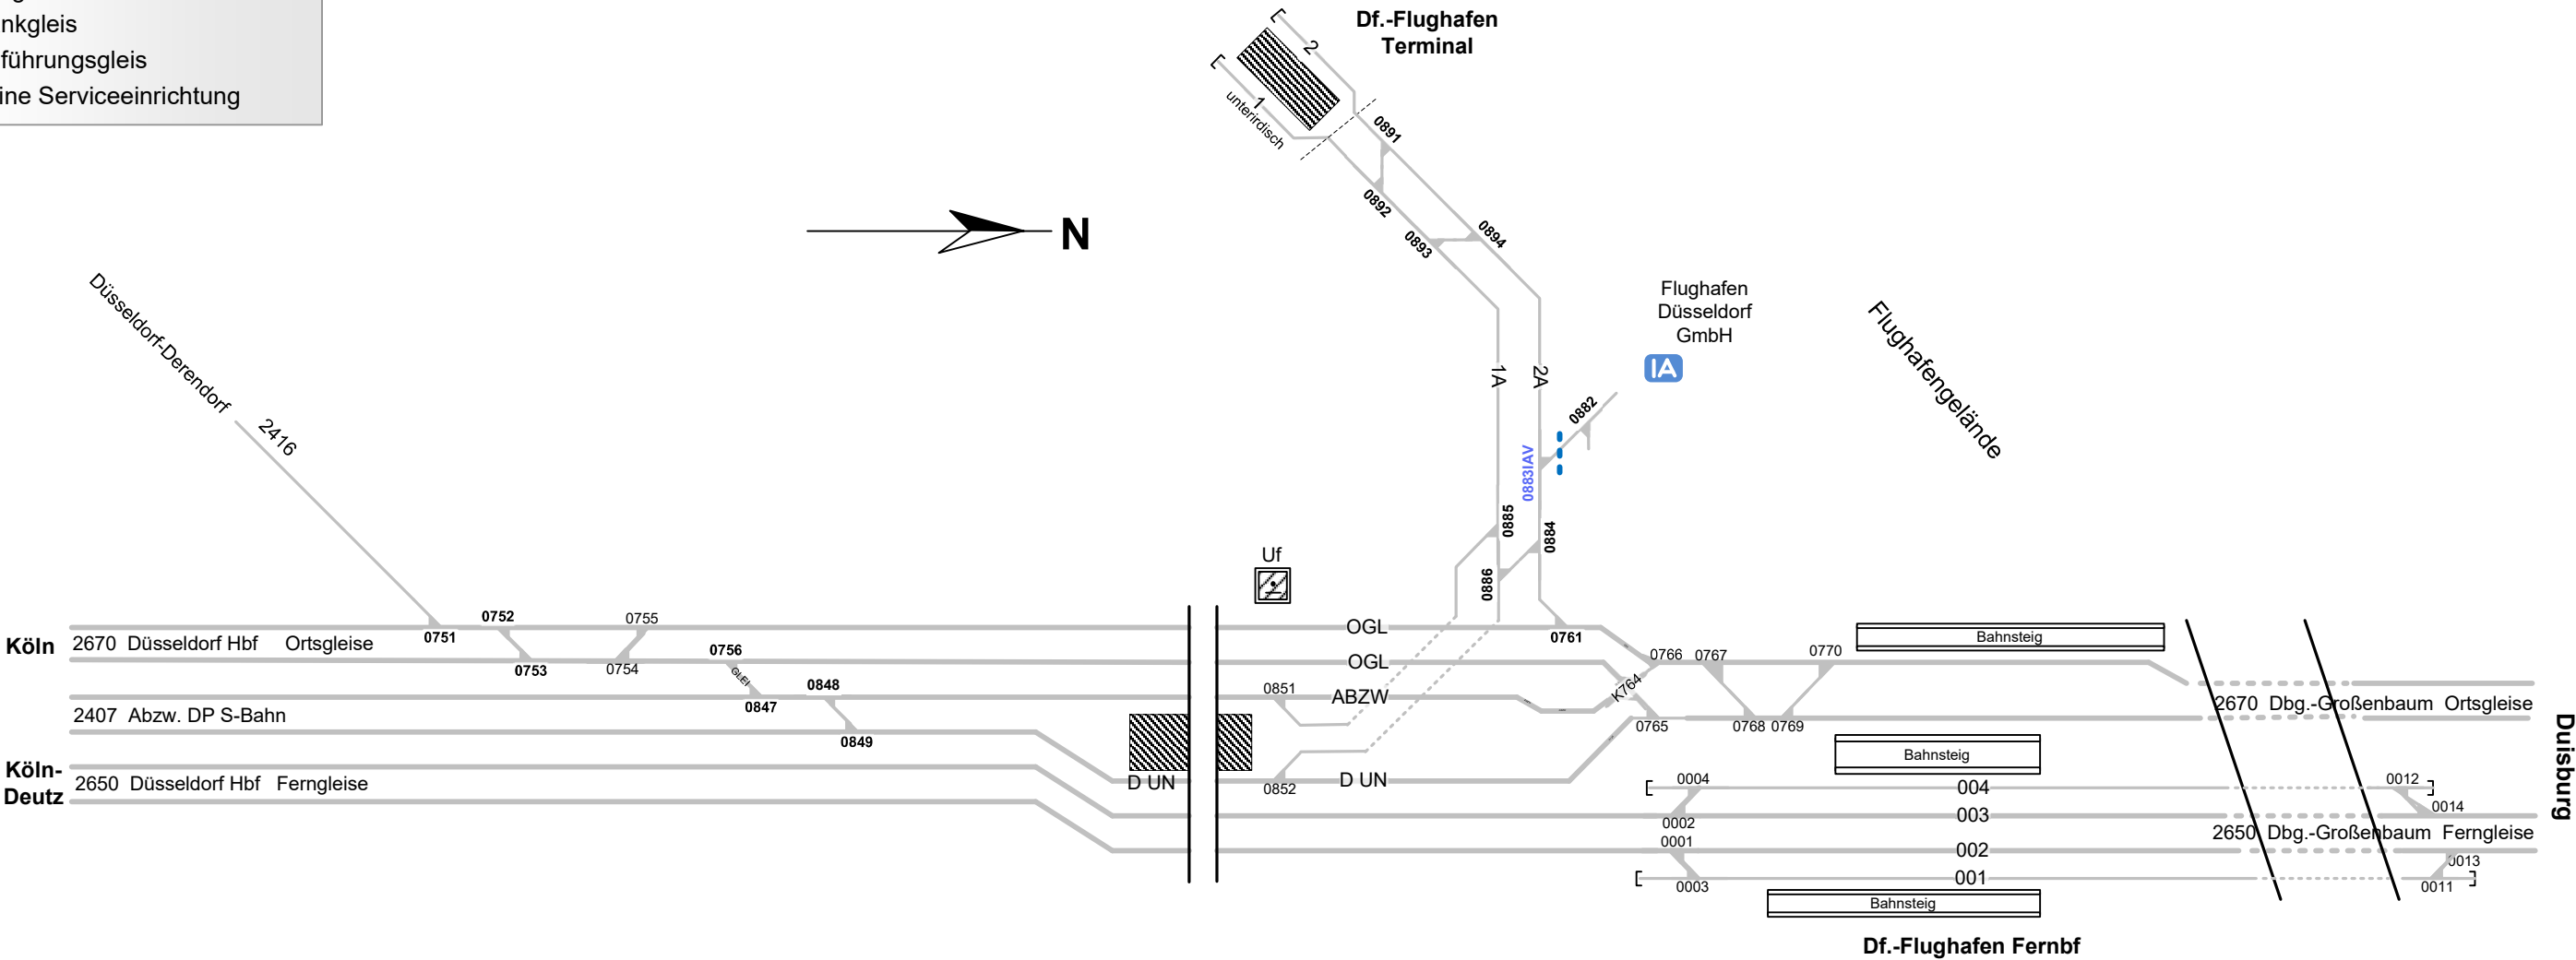 nkgleis
führungsgleis
ine Serviceeinrichtung
Df.-Flughafen
Terminal
2
1
unterirdisch
0891
0892
0893
0894
N
Flughafen
Düsseldorf
GmbH
IA
Flughafengelände
1A
2A
0882
0883IAV
0885
0884
0886
Düsseldorf-Derendorf
2416
Uf
Köln
2670 Düsseldorf Hbf Ortsgleise
0751
0752
0753
0754
0755
0756
GLEI
0847
0848
0849
2407 Abzw. DP S-Bahn
Köln-
Deutz
2650 Düsseldorf Hbf Ferngleise
D UN
OGL
OGL
0851
ABZW
0852
D UN
0761
K764
0766
0767
0770
0765
0768
0769
Bahnsteig
Bahnsteig
2670 Dbg.-Großenbaum Ortsgleise
0004
004
0012
0014
0002
003
2650 Dbg.-Großenbaum Ferngleise
0001
002
0013
0003
001
0011
Bahnsteig
Duisburg
Df.-Flughafen Fernbf